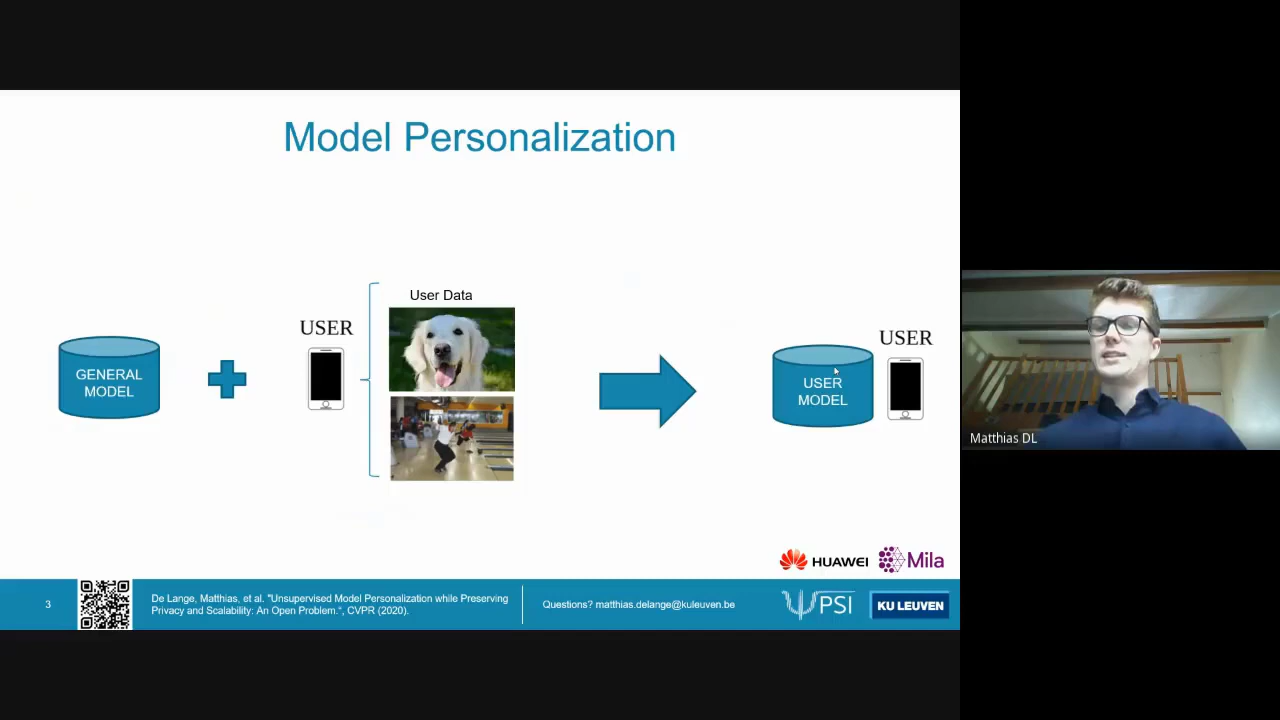 Model Personalization
User Data
USER
GENERAL
MODEL
USER
USER
MODEL
HUAWEI
Mila
3
De Lange, Matthias, et al. "Unsupervised Model Personalization while Preserving
Privacy and Scalability: An Open Problem.", CVPR (2020).
Questions? matthias.delange@kuleuven.be
PSI
KU LEUVEN
Matthias DL